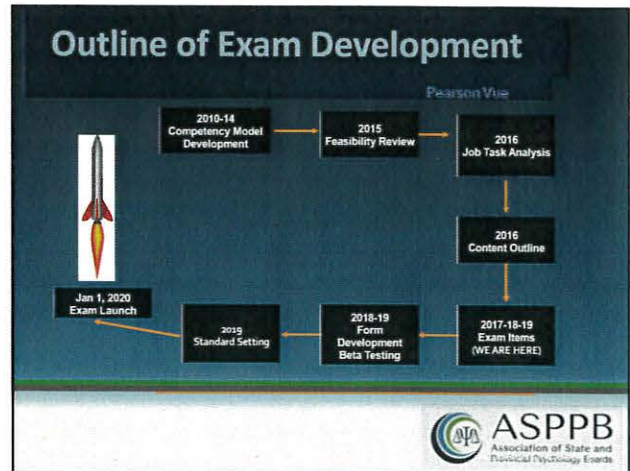 Outline of Exam Development
Pearson Vue
2010-14
Competency Model
Development
2015
Feasibility Review
2016
Job Task Analysis
2016
Content Outline
2017-18-19
Exam Items
(WE ARE HERE)
2018-19
Form
Development
Beta Testing
2019
Standard Setting
Jan 1, 2020
Exam Launch
ASPPB
Association of State and
Provincial Psychology Boards